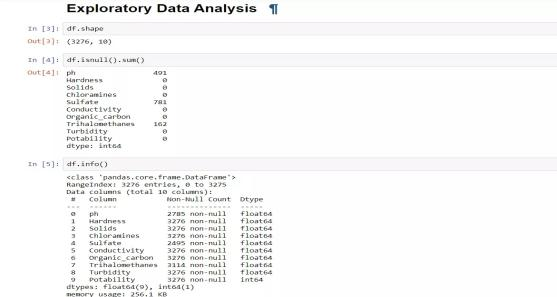 Exploratory Data Analysis ¶
In [3]: df.shape
Out[3]: (3276, 10)
In [4]: df.isnull().sum()
Out[4]: ph 491
Hardness 0
Solids 0
Chloramines 0
Sulfate 781
Conductivity 0
Organic_carbon 0
Trihalomethanes 162
Turbidity 0
Potability 0
dtype: int64
In [5]: df.info()
<class 'pandas.core.frame.DataFrame'>
RangeIndex: 3276 entries, 0 to 3275
Data columns (total 10 columns):
# Column Non-Null Count Dtype
--- ------ -------------- -----
0 ph 2785 non-null float64
1 Hardness 3276 non-null float64
2 Solids 3276 non-null float64
3 Chloramines 3276 non-null float64
4 Sulfate 2495 non-null float64
5 Conductivity 3276 non-null float64
6 Organic_carbon 3276 non-null float64
7 Trihalomethanes 3114 non-null float64
8 Turbidity 3276 non-null float64
9 Potability 3276 non-null int64
dtypes: float64(9), int64(1)
memory usage: 256.1 KB